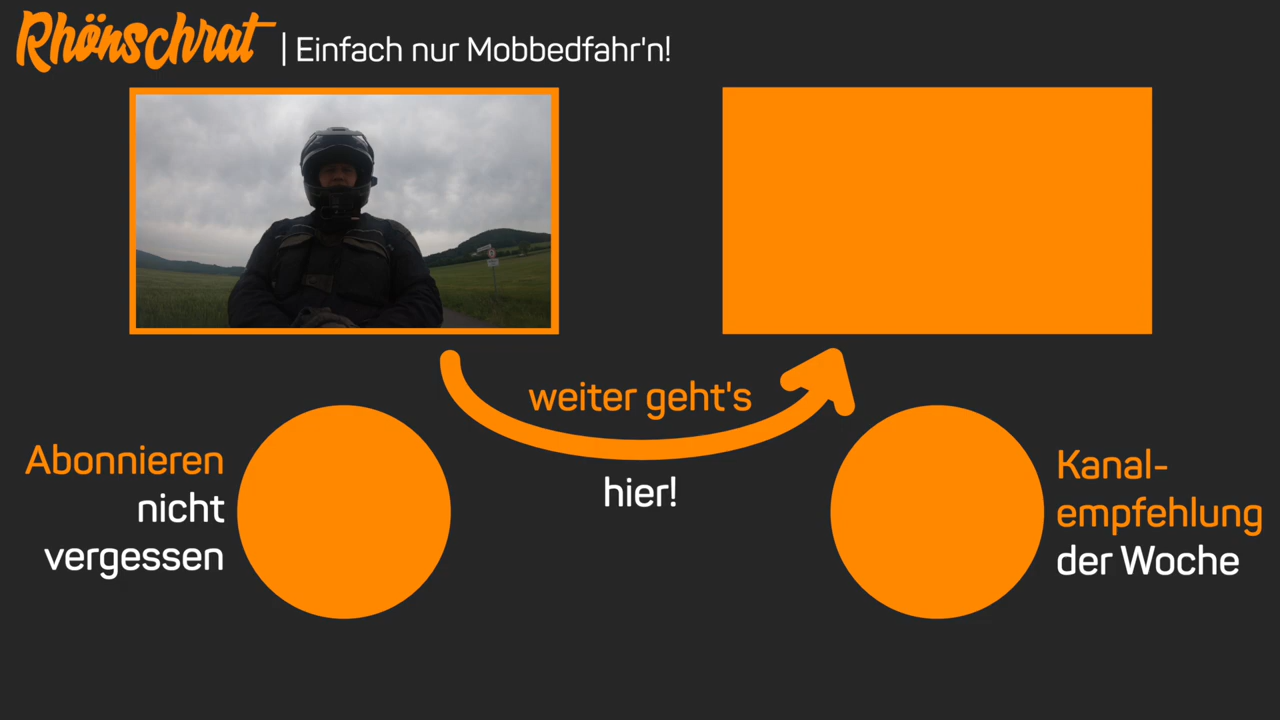 Rhönschrat | Einfach nur Mobbedfahr'n!
weiter geht's
hier!
Abonnieren
nicht
vergessen
Kanal-
empfehlung
der Woche